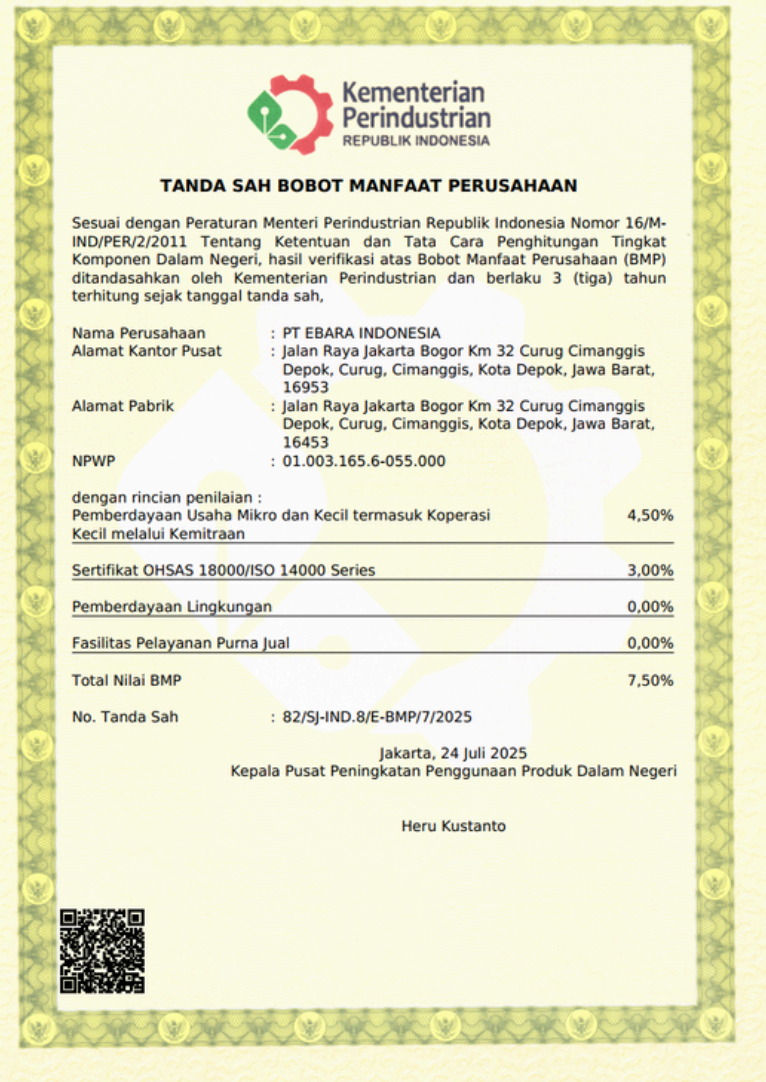 Kementerian
Perindustrian
REPUBLIK INDONESIA
TANDA SAH BOBOT MANFAAT PERUSAHAAN
Sesuai dengan Peraturan Menteri Perindustrian Republik Indonesia Nomor 16/M-
IND/PER/2/2011 Tentang Ketentuan dan Tata Cara Penghitungan Tingkat
Komponen Dalam Negeri, hasil verifikasi atas Bobot Manfaat Perusahaan (BMP)
ditandasahkan oleh Kementerian Perindustrian dan berlaku 3 (tiga) tahun
terhitung sejak tanggal tanda sah,
Nama Perusahaan : PT EBARA INDONESIA
Alamat Kantor Pusat : Jalan Raya Jakarta Bogor Km 32 Curug Cimanggis
Depok, Curug, Cimanggis, Kota Depok, Jawa Barat,
16953
Alamat Pabrik : Jalan Raya Jakarta Bogor Km 32 Curug Cimanggis
Depok, Curug, Cimanggis, Kota Depok, Jawa Barat,
16453
NPWP : 01.003.165.6-055.000
dengan rincian penilaian :
Pemberdayaan Usaha Mikro dan Kecil termasuk Koperasi 4,50%
Kecil melalui Kemitraan
Sertifikat OHSAS 18000/ISO 14000 Series 3,00%
Pemberdayaan Lingkungan 0,00%
Fasilitas Pelayanan Purna Jual 0,00%
Total Nilai BMP 7,50%
No. Tanda Sah : 82/SJ-IND.8/E-BMP/7/2025
Jakarta, 24 Juli 2025
Kepala Pusat Peningkatan Penggunaan Produk Dalam Negeri
Heru Kustanto